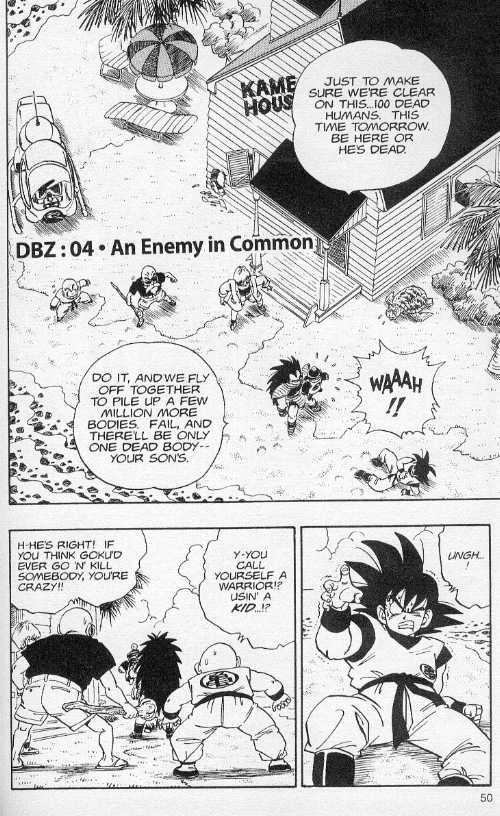 KAME
HOUS
JUST TO MAKE
SURE WE'RE CLEAR
ON THIS...100 DEAD
HUMANS. THIS
TIME TOMORROW.
BE HERE OR
HE'S DEAD.
DBZ : 04 • An Enemy in Common
DO IT, AND WE FLY
OFF TOGETHER
TO PILE UP A FEW
MILLION MORE
BODIES. FAIL, AND
THERE'LL BE ONLY
ONE DEAD BODY--
YOUR SON'S.
WAAAH
!!
H-HE'S RIGHT! IF
YOU THINK GOKU'D
EVER GO 'N' KILL
SOMEBODY, YOU'RE
CRAZY!!
Y-YOU
CALL
YOURSELF A
WARRIOR!?
USIN' A
KID...!?
UNGH...
!
50